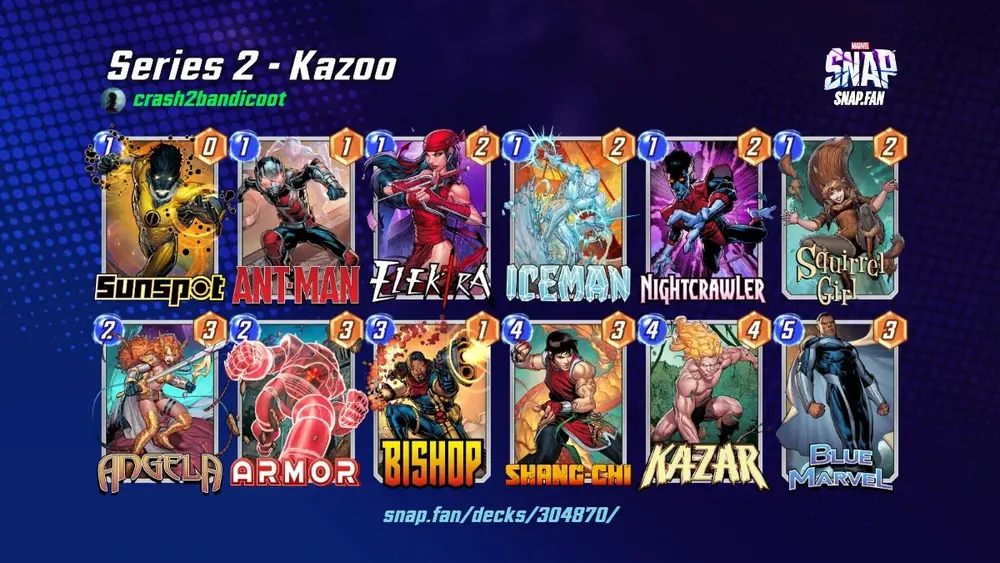 Series 2 - Kazoo
crash2bandicoot
MARVEL
SNAP
SNAP.FAN
1 0 1 1 1 2 1 2 1 2 1 2
SUNSPOT ANT-MAN ELEKTRA ICEMAN NIGHTCRAWLER Squirrel Girl
2 3 2 3 3 1 4 3 4 4 5 3
ANGELA ARMOR BISHOP SHANG-CHI KAZAR BLUE MARVEL
snap.fan/decks/304870/